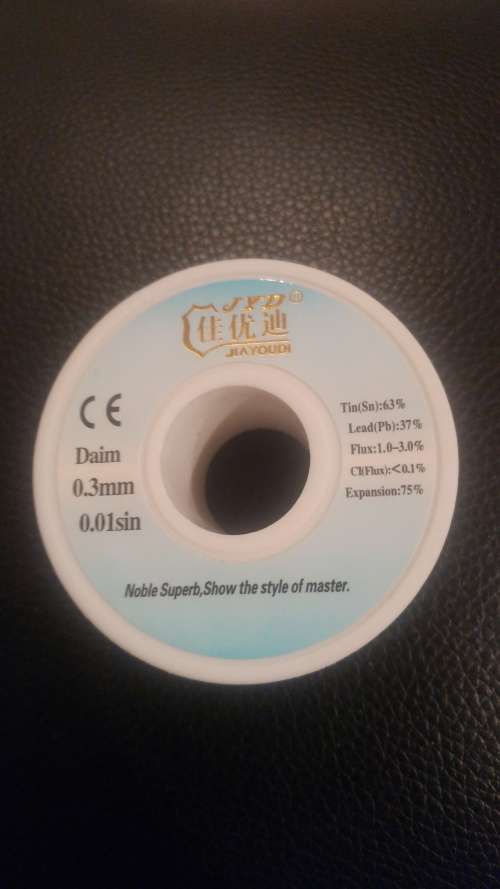 JYD®
佳优迪
JIAYOUDI
CE
Daim
0.3mm
0.01sin
Tin(Sn):63%
Lead(Pb):37%
Flux:1.0-3.0%
Cl(Flux):<0.1%
Expansion:75%
Noble Superb,Show the style of master.